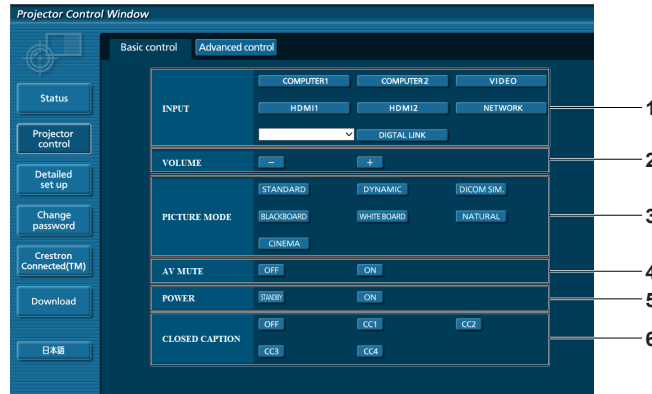 Projector Control Window
Basic control Advanced control
Status
Projector
control
Detailed
set up
Change
password
Crestron
Connected(TM)
Download
日本語
INPUT
COMPUTER1 COMPUTER2 VIDEO
HDMI1 HDMI2 NETWORK
DIGTAL LINK
1
VOLUME - +
2
PICTURE MODE
STANDARD DYNAMIC DICOM SIM.
BLACKBOARD WHITE BOARD NATURAL
CINEMA
3
AV MUTE OFF ON
4
POWER STANDBY ON
5
CLOSED CAPTION
OFF CC1 CC2
CC3 CC4
6